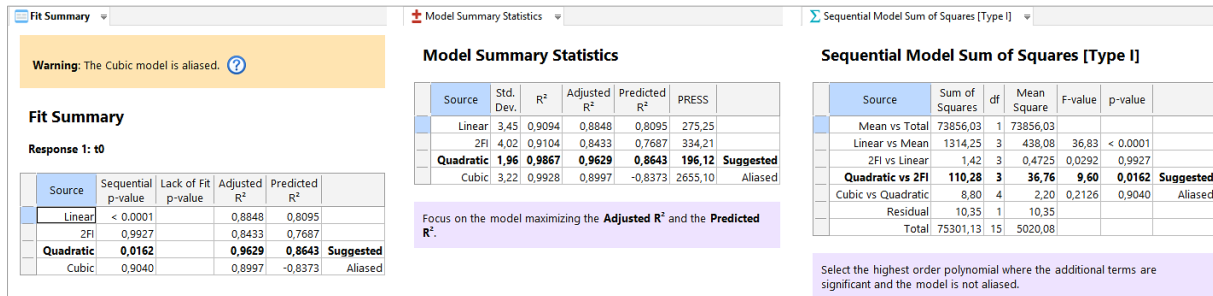 Fit Summary
Warning: The Cubic model is aliased. ?
Fit Summary
Response 1: t0
Source Sequential p-value Lack of Fit p-value Adjusted R² Predicted R²
Linear < 0.0001 0,8848 0,8095
2FI 0,9927 0,8433 0,7687
Quadratic 0,0162 0,9629 0,8643 Suggested
Cubic 0,9040 0,8997 -0,8373 Aliased
Model Summary Statistics
Model Summary Statistics
Source Std. Dev. R² Adjusted R² Predicted R² PRESS
Linear 3,45 0,9094 0,8848 0,8095 275,25
2FI 4,02 0,9104 0,8433 0,7687 334,21
Quadratic 1,96 0,9867 0,9629 0,8643 196,12 Suggested
Cubic 3,22 0,9928 0,8997 -0,8373 2655,10 Aliased
Focus on the model maximizing the Adjusted R² and the Predicted
R².
Sequential Model Sum of Squares [Type I]
Sequential Model Sum of Squares [Type I]
Source Sum of Squares df Mean Square F-value p-value
Mean vs Total 73856,03 1 73856,03
Linear vs Mean 1314,25 3 438,08 36,83 < 0.0001
2FI vs Linear 1,42 3 0,4725 0,0292 0,9927
Quadratic vs 2FI 110,28 3 36,76 9,60 0,0162 Suggested
Cubic vs Quadratic 8,80 4 2,20 0,2126 0,9040 Aliased
Residual 10,35 1 10,35
Total 75301,13 15 5020,08
Select the highest order polynomial where the additional terms are
significant and the model is not aliased.